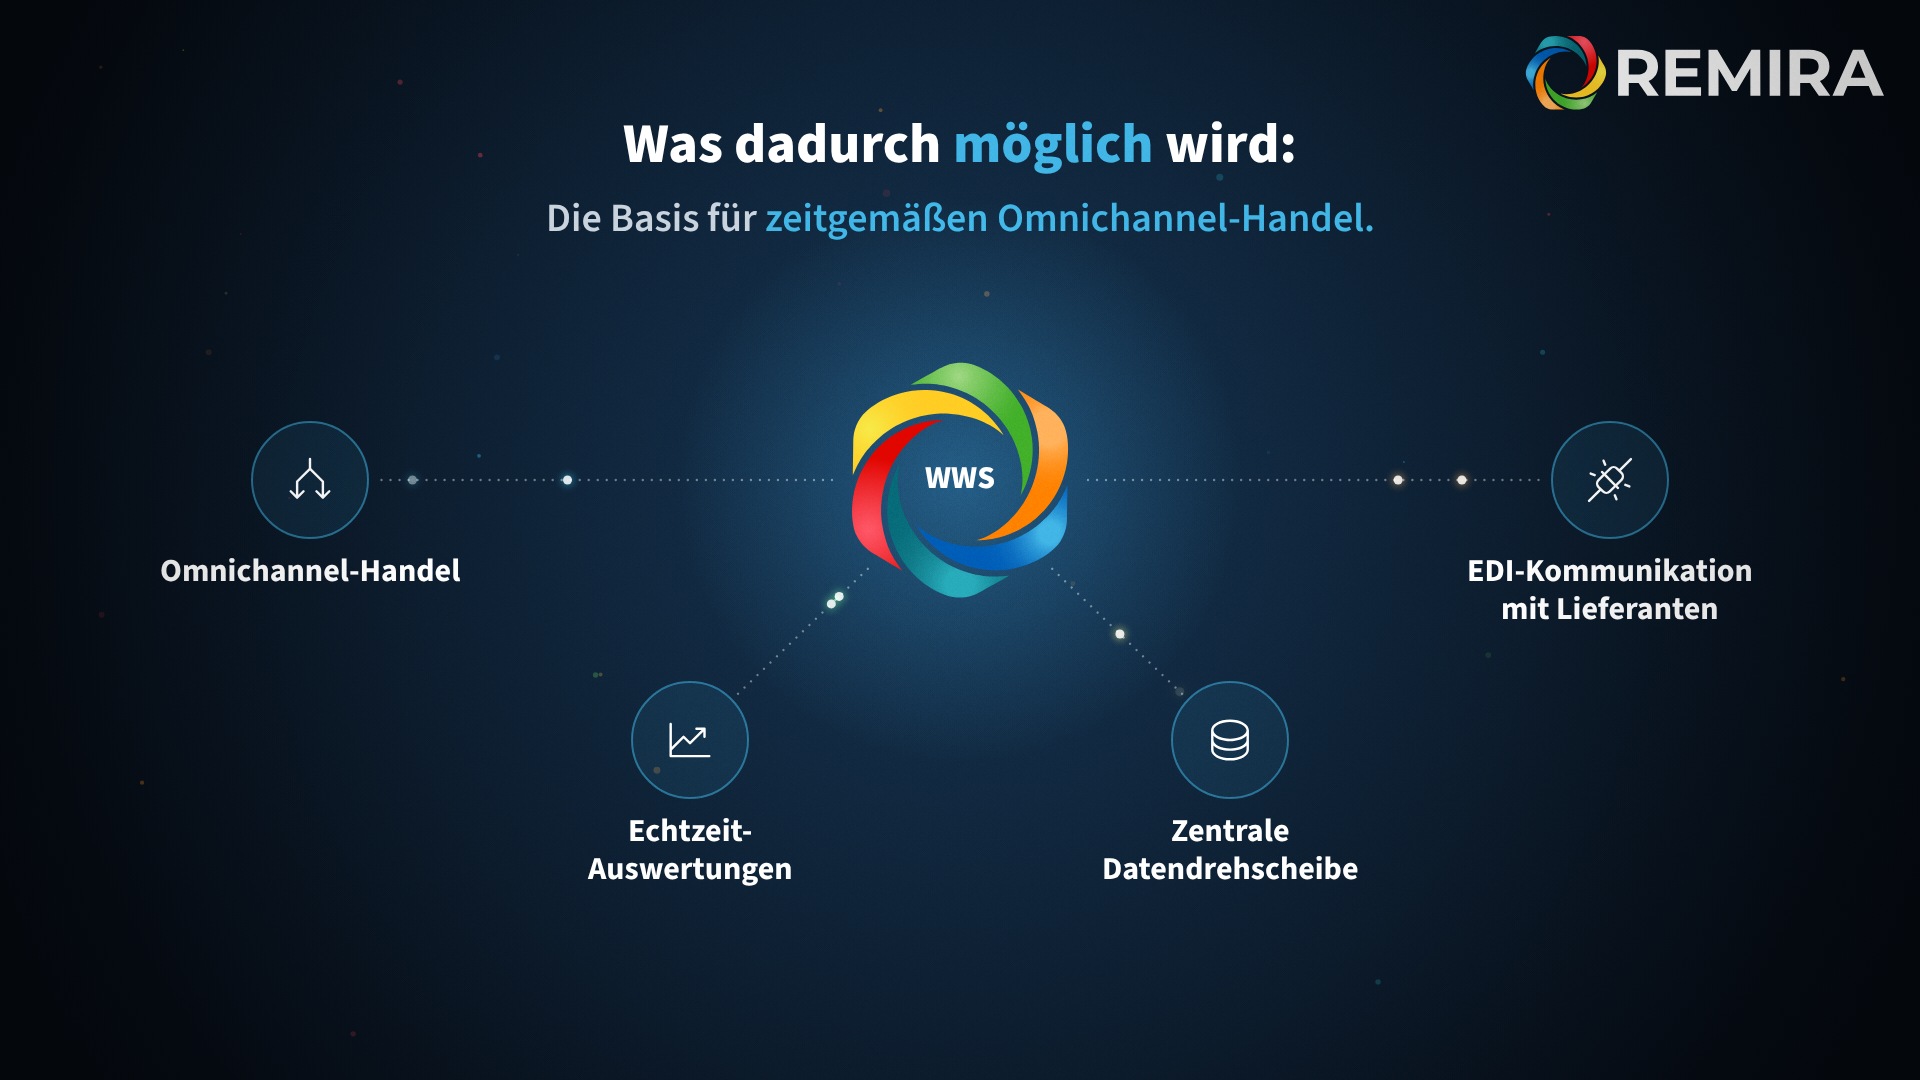 REMIRA
Was dadurch möglich wird:
Die Basis für zeitgemäßen Omnichannel-Handel.
WWS
Omnichannel-Handel
EDI-Kommunikation
mit Lieferanten
Echtzeit-
Auswertungen
Zentrale
Datendrehscheibe